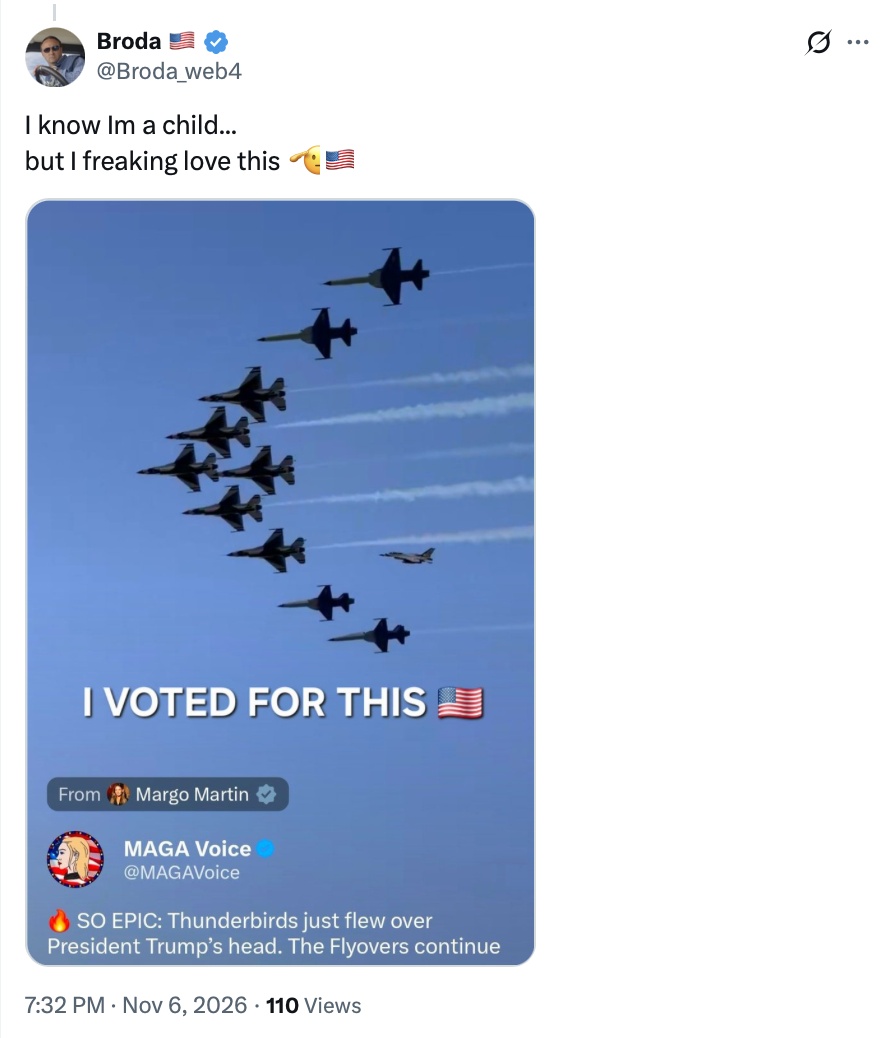 Broda 🇺🇸
@Broda_web4
I know Im a child...
but I freaking love this 🫡🇺🇸
I VOTED FOR THIS 🇺🇸
From Margo Martin
MAGA Voice
@MAGAVoice
🔥 SO EPIC: Thunderbirds just flew over
President Trump's head. The Flyovers continue
7:32 PM · Nov 6, 2026 · 110 Views